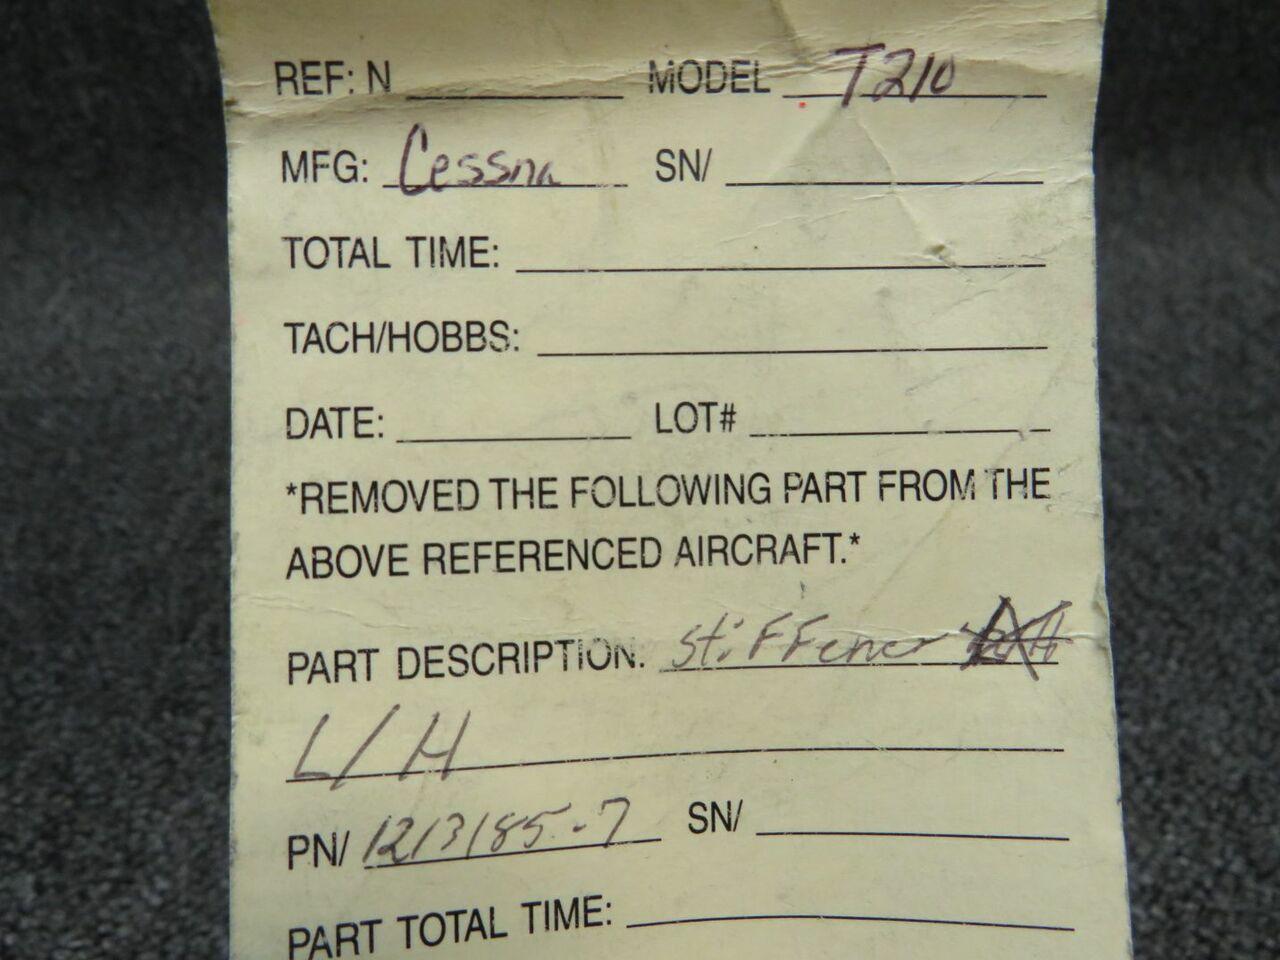 REF: N MODEL T210
MFG: Cessna SN/
TOTAL TIME:
TACH/HOBBS:
DATE: LOT#
*REMOVED THE FOLLOWING PART FROM THE
ABOVE REFERENCED AIRCRAFT.*
PART DESCRIPTION: Stiffener
L/H
PN/ 1213185-7 SN/
PART TOTAL TIME: